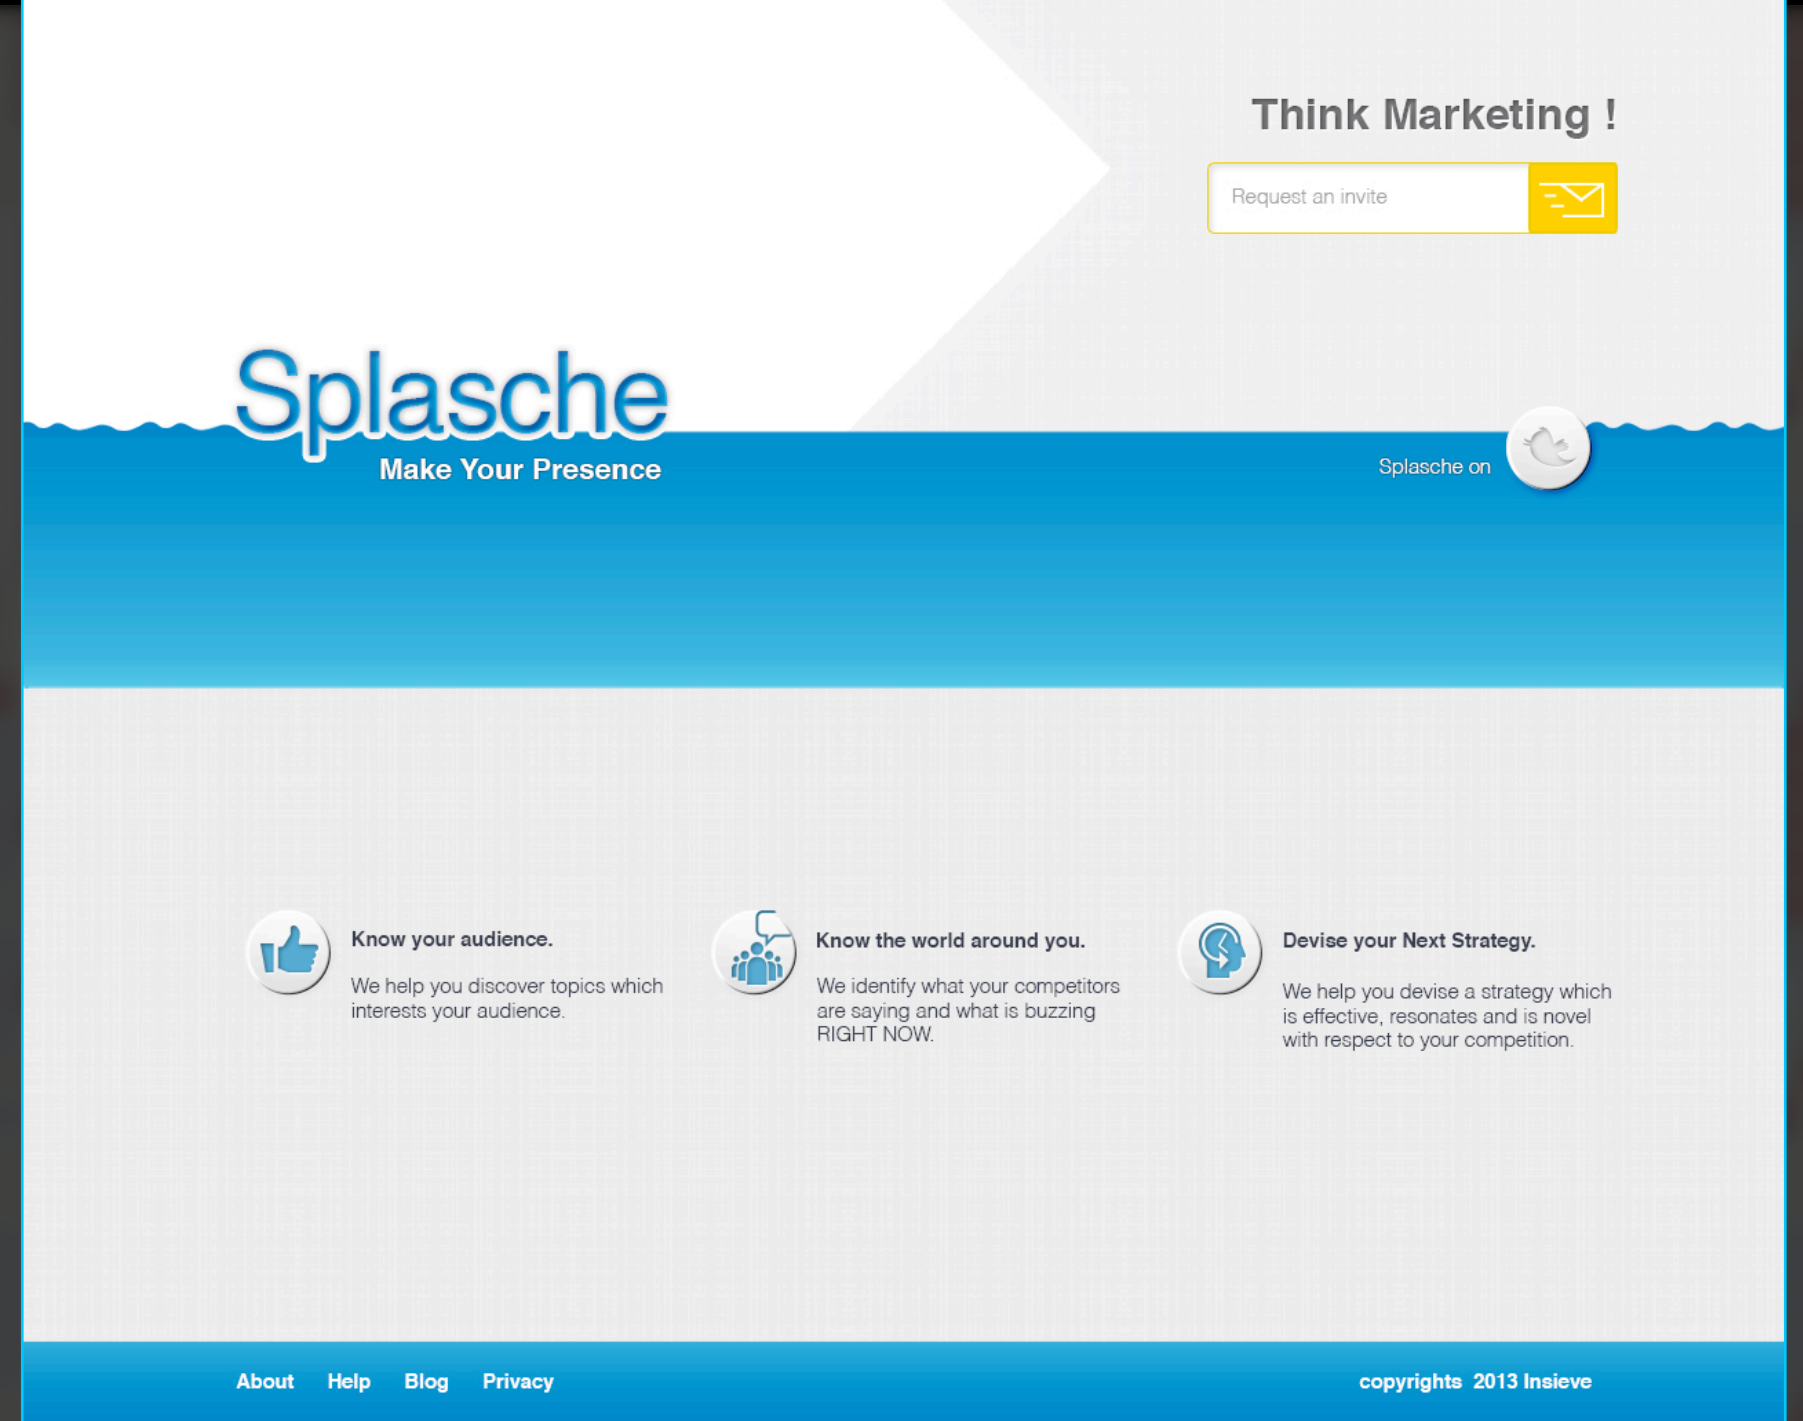 Think Marketing !
Request an invite
Splasche
Make Your Presence
Splasche on
Know your audience.
We help you discover topics which
interests your audience.
Know the world around you.
We identify what your competitors
are saying and what is buzzing
RIGHT NOW.
Devise your Next Strategy.
We help you devise a strategy which
is effective, resonates and is novel
with respect to your competition.
About Help Blog Privacy
copyrights 2013 Insieve